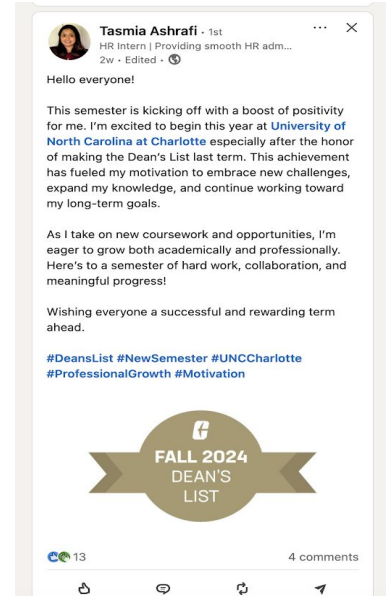 Tasmia Ashrafi • 1st
HR Intern | Providing smooth HR adm...
2w • Edited •
Hello everyone!
This semester is kicking off with a boost of positivity
for me. I'm excited to begin this year at University of
North Carolina at Charlotte especially after the honor
of making the Dean's List last term. This achievement
has fueled my motivation to embrace new challenges,
expand my knowledge, and continue working toward
my long-term goals.
As I take on new coursework and opportunities, I'm
eager to grow both academically and professionally.
Here's to a semester of hard work, collaboration, and
meaningful progress!
Wishing everyone a successful and rewarding term
ahead.
#DeansList #NewSemester #UNCCharlotte
#ProfessionalGrowth #Motivation
FALL 2024
DEAN'S
LIST
13
4 comments